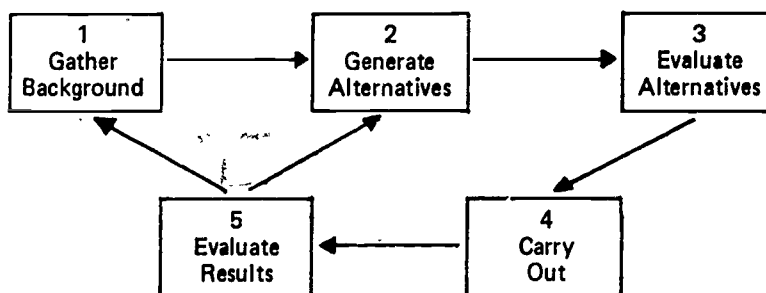 1
Gather
Background
2
Generate
Alternatives
3
Evaluate
Alternatives
4
Carry
Out
5
Evaluate
Results